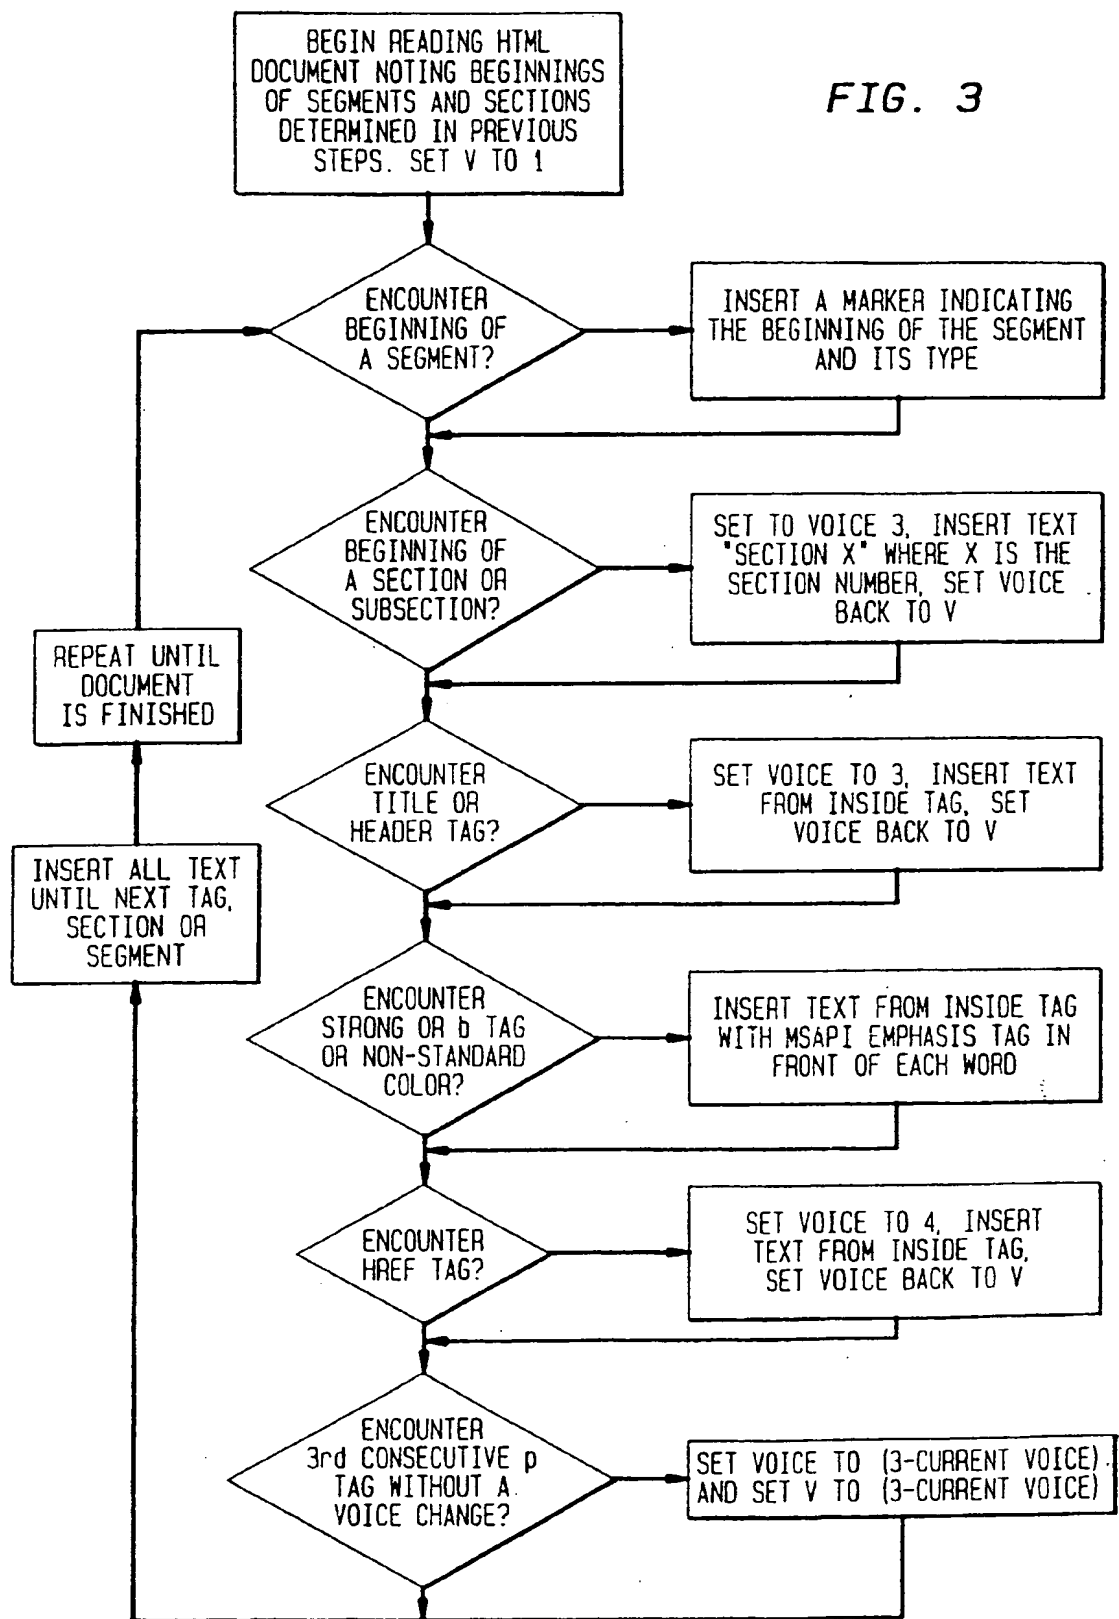 BEGIN READING HTML
DOCUMENT NOTING BEGINNINGS
OF SEGMENTS AND SECTIONS
DETERMINED IN PREVIOUS
STEPS. SET V TO 1
FIG. 3
ENCOUNTER
BEGINNING OF
A SEGMENT?
INSERT A MARKER INDICATING
THE BEGINNING OF THE SEGMENT
AND ITS TYPE
ENCOUNTER
BEGINNING OF
A SECTION OR
SUBSECTION?
SET TO VOICE 3, INSERT TEXT
"SECTION X" WHERE X IS THE
SECTION NUMBER, SET VOICE
BACK TO V
REPEAT UNTIL
DOCUMENT
IS FINISHED
ENCOUNTER
TITLE OR
HEADER TAG?
SET VOICE TO 3, INSERT TEXT
FROM INSIDE TAG, SET
VOICE BACK TO V
INSERT ALL TEXT
UNTIL NEXT TAG,
SECTION OR
SEGMENT
ENCOUNTER
STRONG OR b TAG
OR NON-STANDARD
COLOR?
INSERT TEXT FROM INSIDE TAG
WITH MSAPI EMPHASIS TAG IN
FRONT OF EACH WORD
ENCOUNTER
HREF TAG?
SET VOICE TO 4, INSERT
TEXT FROM INSIDE TAG,
SET VOICE BACK TO V
ENCOUNTER
3rd CONSECUTIVE p
TAG WITHOUT A
VOICE CHANGE?
SET VOICE TO (3-CURRENT VOICE)
AND SET V TO (3-CURRENT VOICE)